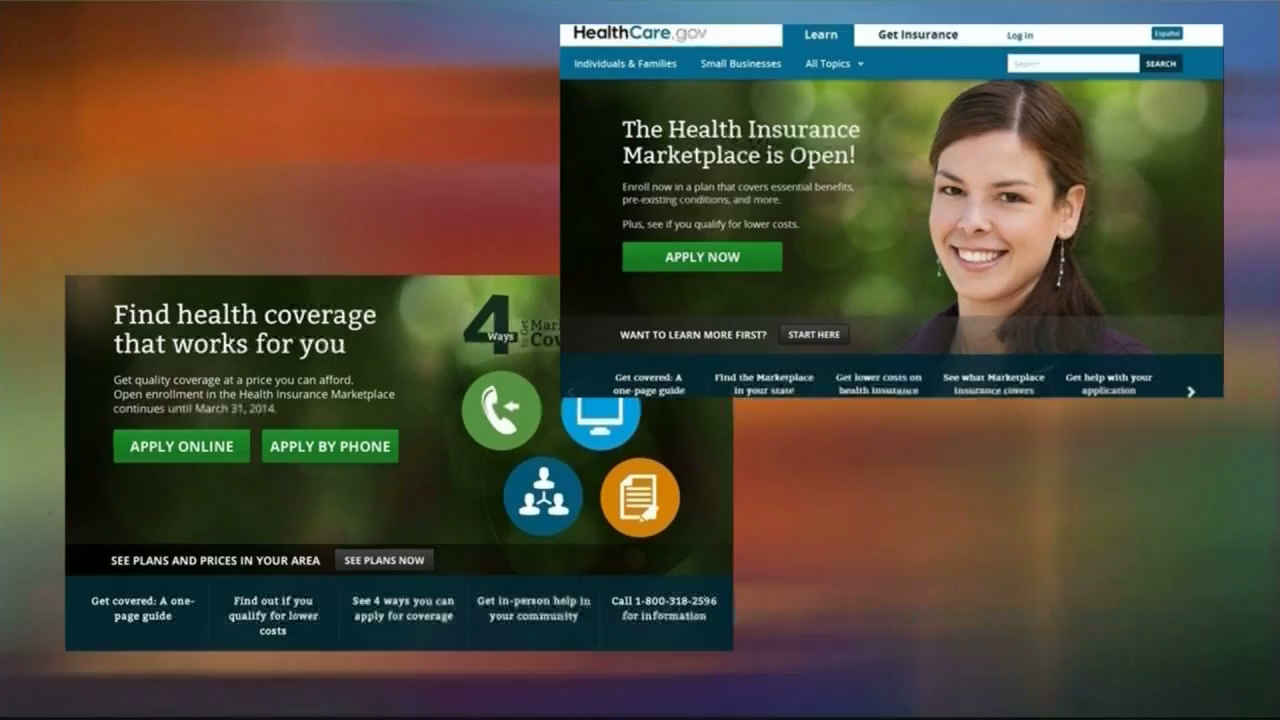 HealthCare.gov
Learn
Get Insurance
Log in
Español
Individuals & Families
Small Businesses
All Topics
Search
SEARCH
The Health Insurance
Marketplace is Open!
Enroll now in a plan that covers essential benefits,
pre-existing conditions, and more.
Plus, see if you qualify for lower costs.
APPLY NOW
WANT TO LEARN MORE FIRST?
START HERE
Get covered: A
one-page guide
Find the Marketplace
in your state
Get lower costs on
health insurance
See what Marketplace
insurance covers
Get help with your
application
Find health coverage
that works for you
Get quality coverage at a price you can afford.
Open enrollment in the Health Insurance Marketplace
continues until March 31, 2014.
APPLY ONLINE
APPLY BY PHONE
4
Ways
to Get
Mar
Cov
SEE PLANS AND PRICES IN YOUR AREA
SEE PLANS NOW
Get covered: A one-
page guide
Find out if you
qualify for lower
costs
See 4 ways you can
apply for coverage
Get in-person help in
your community
Call 1-800-318-2596
for information